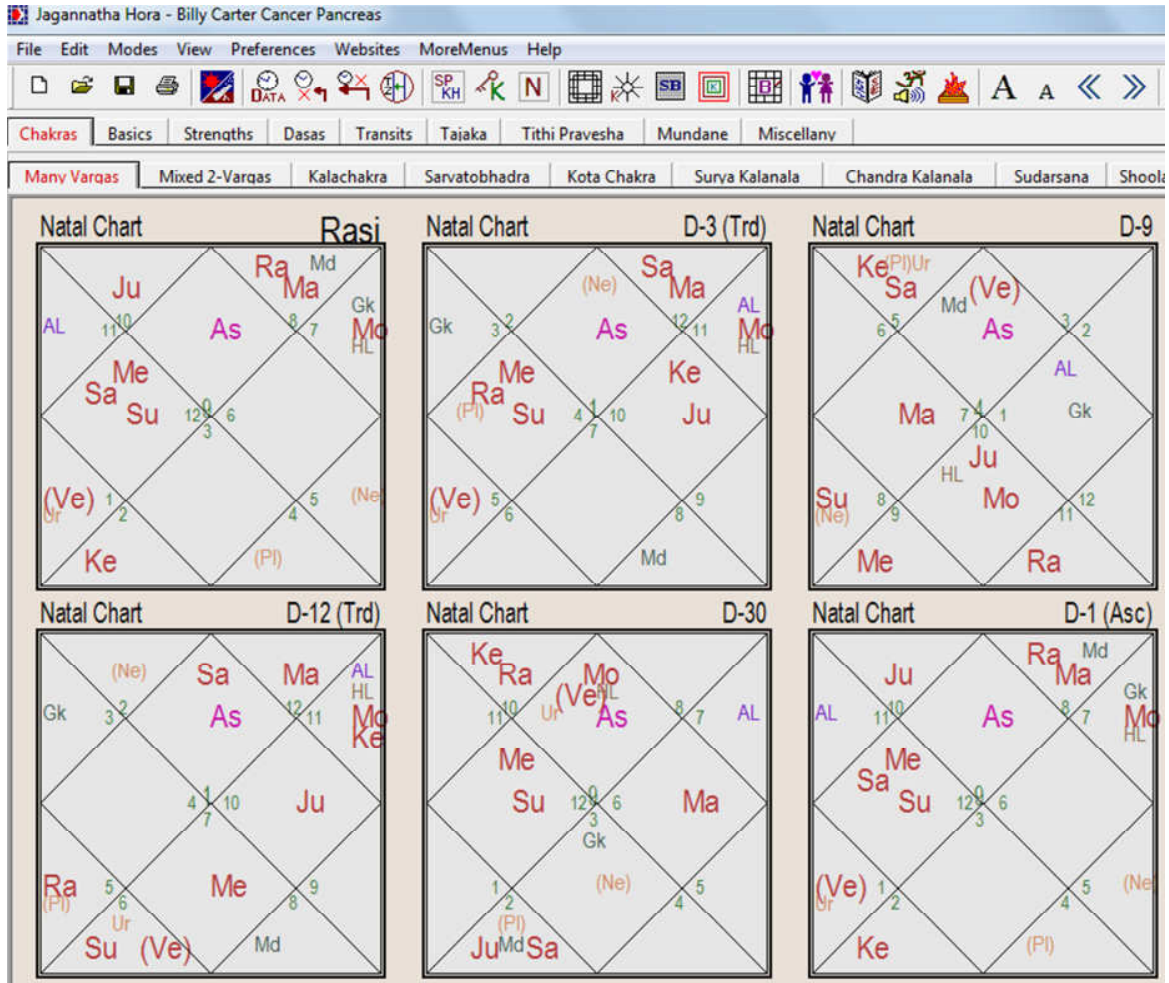 Jagannatha Hora - Billy Carter Cancer Pancreas
File Edit Modes View Preferences Websites MoreMenus Help
DATA SP KH K N K SB K B A A
Chakras Basics Strengths Dasas Transits Tajaka Tithi Pravesha Mundane Miscellany
Many Vargas Mixed 2-Vargas Kalachakra Sarvatobhadra Kota Chakra Surya Kalanala Chandra Kalanala Sudarsana Shoola
Natal Chart Rasi
Ju Ra Md Ma Gk
AL 11 10 As 8 7 Mo HL
Me Sa Su 12 9 6 3
(Ve) Ur 1 2 5 4 (Ne)
Ke (Pl)
Natal Chart D-3 (Trd)
(Ne) Sa Ma AL
Gk 3 2 As 12 11 Mo HL
Me Ra (Pl) Su 4 1 10 7 Ke Ju
(Ve) Ur 5 6 9 8
Md
Natal Chart D-9
Ke (Pl) Ur Sa Md (Ve)
6 5 As 3 2
AL Gk
Ma 7 4 1 10
Ju HL Mo
Su (Ne) 8 9 12 11
Me Ra
Natal Chart D-12 (Trd)
(Ne) Sa Ma AL HL
Gk 3 2 As 12 11 Mo Ke
4 1 10 7 Ju
Ra (Pl) 5 6 Me 9 8
Ur Su (Ve) Md
Natal Chart D-30
Ke Ra Mo (Ve) HL
11 10 Ur As 8 7 AL
Me Su 12 9 6 3 Ma
Gk
1 2 (Ne) 5 4
(Pl) Ju Md Sa
Natal Chart D-1 (Asc)
Ju Ra Md Ma Gk
AL 11 10 As 8 7 Mo HL
Me Sa Su 12 9 6 3
(Ve) Ur 1 2 5 4 (Ne)
Ke (Pl)